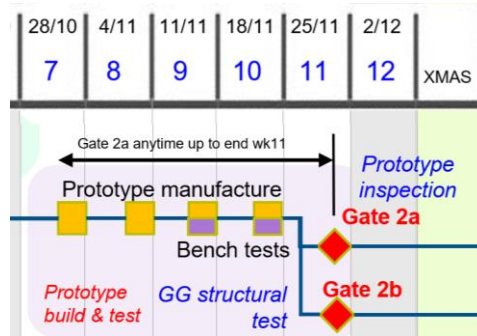 28/10 4/11 11/11 18/11 25/11 2/12
7 8 9 10 11 12 XMAS
Gate 2a anytime up to end wk11
Prototype
inspection
Prototype manufacture
Gate 2a
Bench tests
Gate 2b
Prototype
build & test
GG structural
test